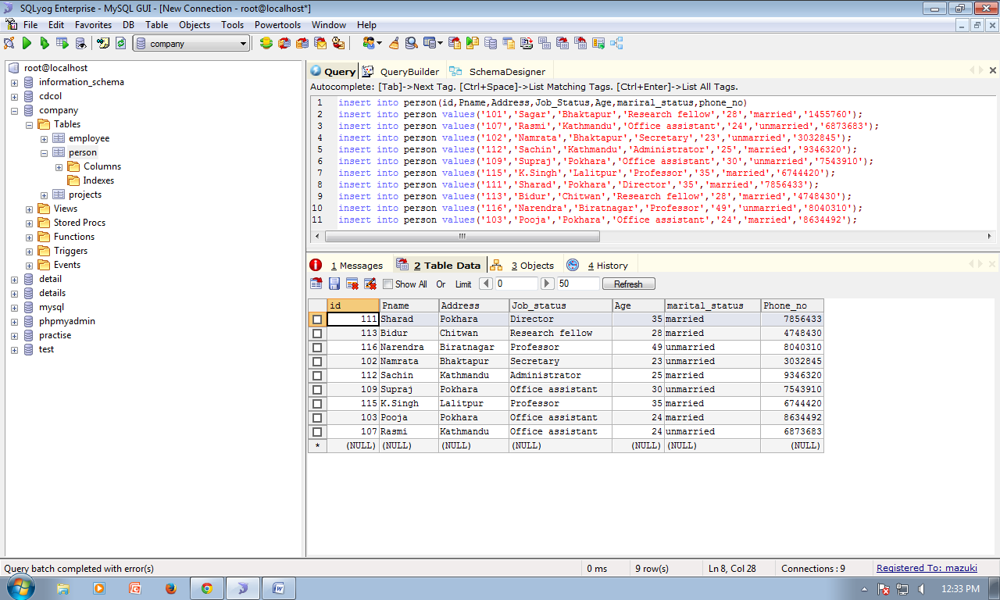 SQLyog Enterprise - MySQL GUI - [New Connection - root@localhost*]
File Edit Favorites DB Table Objects Tools Powertools Window Help
company
root@localhost
information_schema
cdcol
company
Tables
employee
person
Columns
Indexes
projects
Views
Stored Procs
Functions
Triggers
Events
detail
details
mysql
phpmyadmin
practise
test
Query QueryBuilder SchemaDesigner
Autocomplete: [Tab]->Next Tag. [Ctrl+Space]->List Matching Tags. [Ctrl+Enter]->List All Tags.
1 insert into person(id,Pname,Address,Job_Status,Age,mariral_status,phone_no)
2 insert into person values('101','Sagar','Bhaktapur','Research fellow','28','married','1455760');
3 insert into person values('107','Rasmi','Kathmandu','Office assistant','24','unmarried','6873683');
4 insert into person values('102','Namrata','Bhaktapur','Secretary','23','unmarried','3032845');
5 insert into person values('112','Sachin','Kathmandu','Administrator','25','married','9346320');
6 insert into person values('109','Supraj','Pokhara','Office assistant','30','unmarried','7543910');
7 insert into person values('115','K.Singh','Lalitpur','Professor','35','married','6744420');
8 insert into person values('111','Sharad','Pokhara','Director','35','married','7856433');
9 insert into person values('113','Bidur','Chitwan','Research fellow','28','married','4748430');
10 insert into person values('116','Narendra','Biratnagar','Professor','49','unmarried','8040310');
11 insert into person values('103','Pooja','Pokhara','Office assistant','24','married','8634492');
1 Messages 2 Table Data 3 Objects 4 History
Show All Or Limit 0 50 Refresh
id Pname Address Job_status Age marital_status Phone_no
111 Sharad Pokhara Director 35 married 7856433
113 Bidur Chitwan Research fellow 28 married 4748430
116 Narendra Biratnagar Professor 49 unmarried 8040310
102 Namrata Bhaktapur Secretary 23 unmarried 3032845
112 Sachin Kathmandu Administrator 25 married 9346320
109 Supraj Pokhara Office assistant 30 unmarried 7543910
115 K.Singh Lalitpur Professor 35 married 6744420
103 Pooja Pokhara Office assistant 24 married 8634492
107 Rasmi Kathmandu Office assistant 24 unmarried 6873683
* (NULL) (NULL) (NULL) (NULL) (NULL) (NULL) (NULL)
Query batch completed with error(s) 0 ms 9 row(s) Ln 8, Col 28 Connections : 9 Registered To: mazuki
12:33 PM